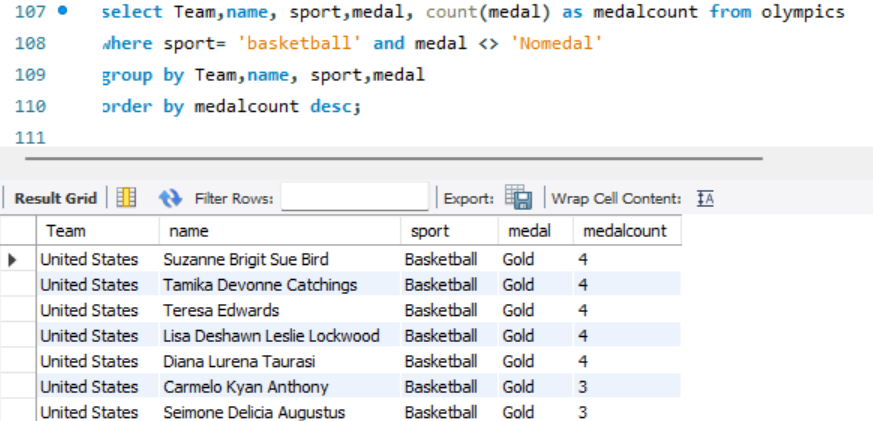 107 select Team,name, sport,medal, count(medal) as medalcount from olympics
108 where sport= 'basketball' and medal <> 'Nomedal'
109 group by Team,name, sport,medal
110 order by medalcount desc;
111
Result Grid Filter Rows: Export: Wrap Cell Content:
Team name sport medal medalcount
United States Suzanne Brigit Sue Bird Basketball Gold 4
United States Tamika Devonne Catchings Basketball Gold 4
United States Teresa Edwards Basketball Gold 4
United States Lisa Deshawn Leslie Lockwood Basketball Gold 4
United States Diana Lurena Taurasi Basketball Gold 4
United States Carmelo Kyan Anthony Basketball Gold 3
United States Seimone Delicia Augustus Basketball Gold 3